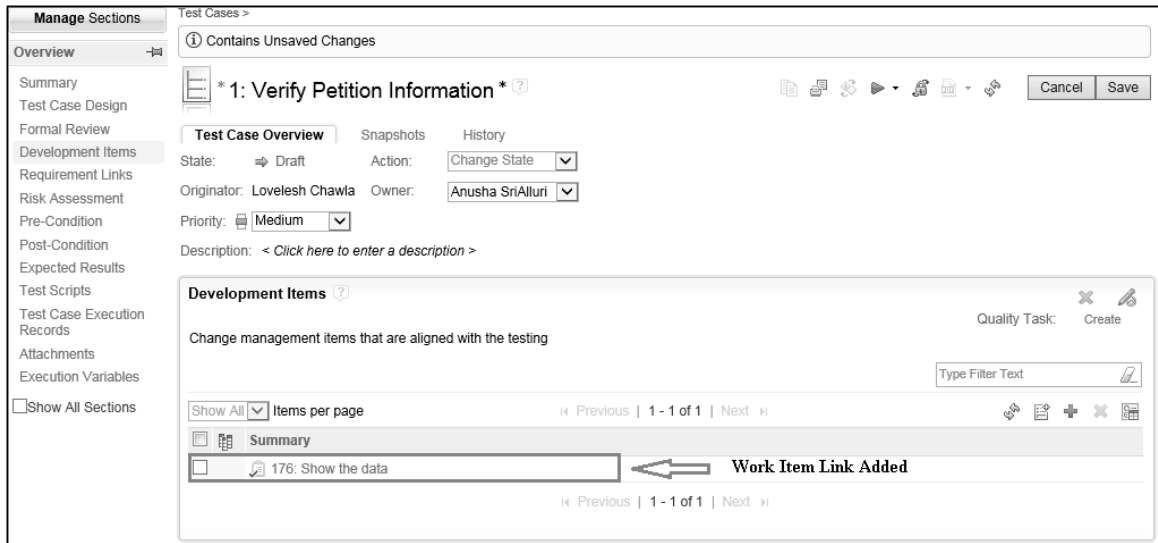 Manage Sections
Overview
Summary
Test Case Design
Formal Review
Development Items
Requirement Links
Risk Assessment
Pre-Condition
Post-Condition
Expected Results
Test Scripts
Test Case Execution
Records
Attachments
Execution Variables
Show All Sections
Test Cases >
Contains Unsaved Changes
* 1: Verify Petition Information * ?
Cancel Save
Test Case Overview Snapshots History
State: Draft Action: Change State
Originator: Lovelesh Chawla Owner: Anusha SriAlluri
Priority: Medium
Description: < Click here to enter a description >
Development Items ?
Quality Task: Create
Change management items that are aligned with the testing
Type Filter Text
Show All Items per page Previous | 1 - 1 of 1 | Next
Summary
176: Show the data Work Item Link Added
Previous | 1 - 1 of 1 | Next